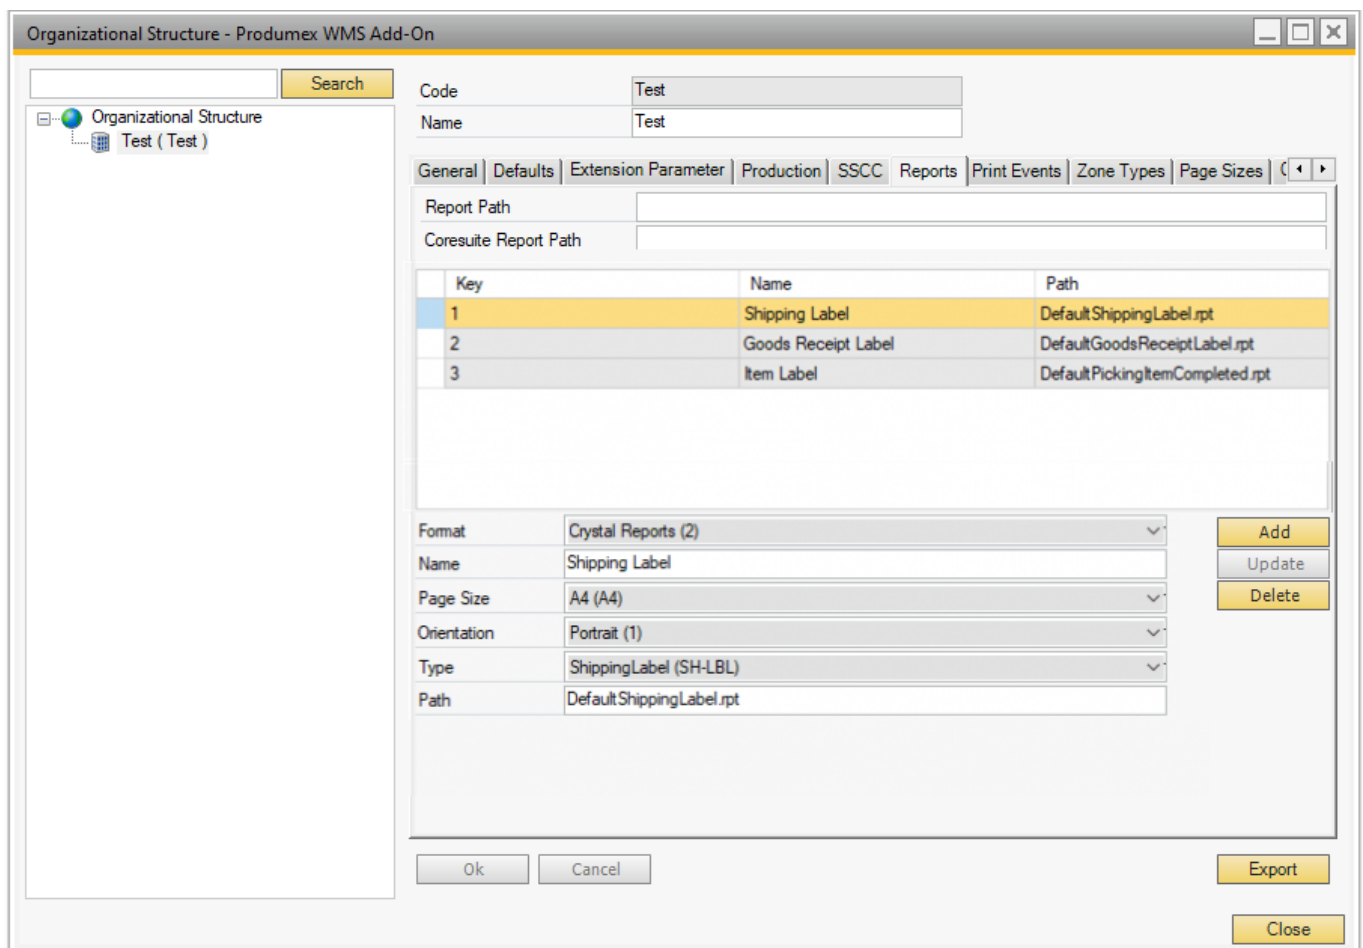 Organizational Structure - Produmex WMS Add-On
Search
Organizational Structure
Test ( Test )
Code Test
Name Test
General Defaults Extension Parameter Production SSCC Reports Print Events Zone Types Page Sizes
Report Path
Coresuite Report Path
Key Name Path
1 Shipping Label DefaultShippingLabel.rpt
2 Goods Receipt Label DefaultGoodsReceiptLabel.rpt
3 Item Label DefaultPickingItemCompleted.rpt
Format Crystal Reports (2) Add
Name Shipping Label Update
Page Size A4 (A4) Delete
Orientation Portrait (1)
Type ShippingLabel (SH-LBL)
Path DefaultShippingLabel.rpt
Ok Cancel Export
Close